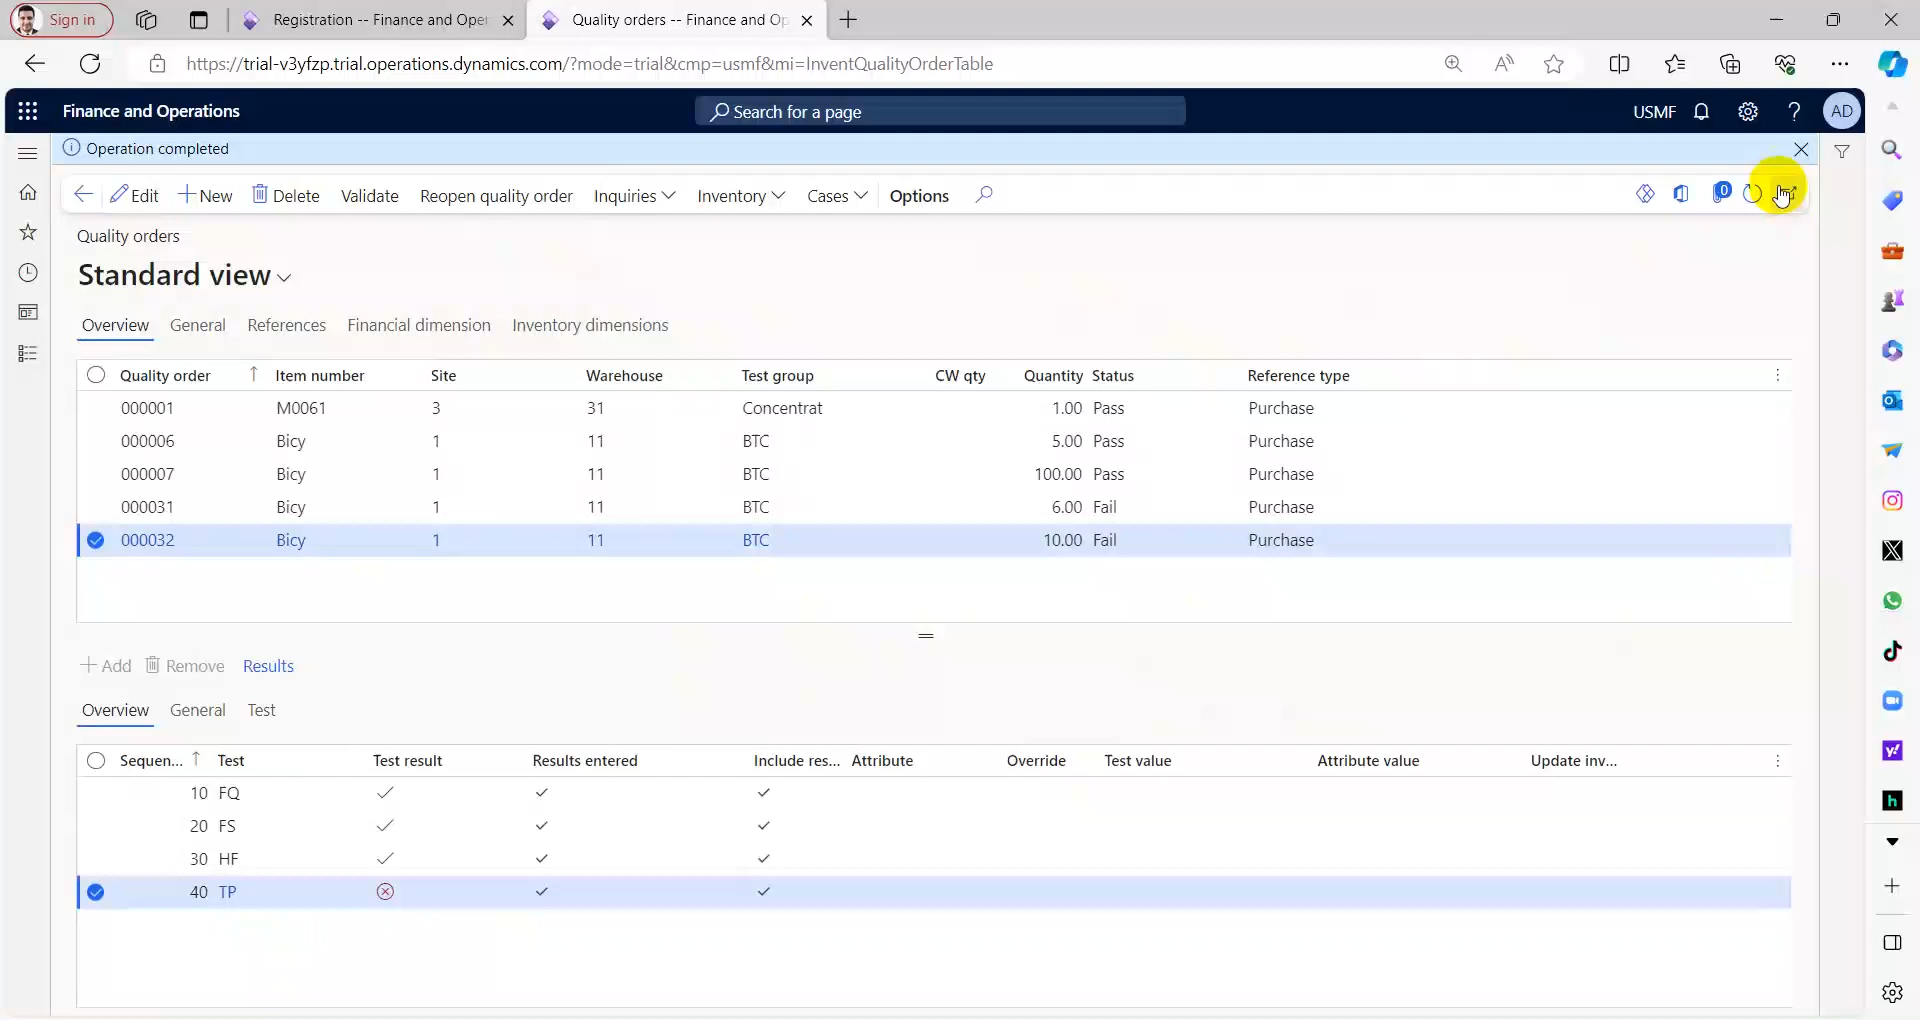 Sign in
Registration -- Finance and Oper
Quality orders -- Finance and Op
https://trial-v3yfzp.trial.operations.dynamics.com/?mode=trial&cmp=usmf&mi=InventQualityOrderTable
Finance and Operations
Search for a page
USMF
AD
Operation completed
Edit New Delete Validate Reopen quality order Inquiries Inventory Cases Options
0
Quality orders
Standard view
Overview General References Financial dimension Inventory dimensions
Quality order Item number Site Warehouse Test group CW qty Quantity Status Reference type
000001 M0061 3 31 Concentrat 1.00 Pass Purchase
000006 Bicy 1 11 BTC 5.00 Pass Purchase
000007 Bicy 1 11 BTC 100.00 Pass Purchase
000031 Bicy 1 11 BTC 6.00 Fail Purchase
000032 Bicy 1 11 BTC 10.00 Fail Purchase
Add Remove Results
Overview General Test
Sequen... Test Test result Results entered Include res... Attribute Override Test value Attribute value Update inv...
10 FQ
20 FS
30 HF
40 TP